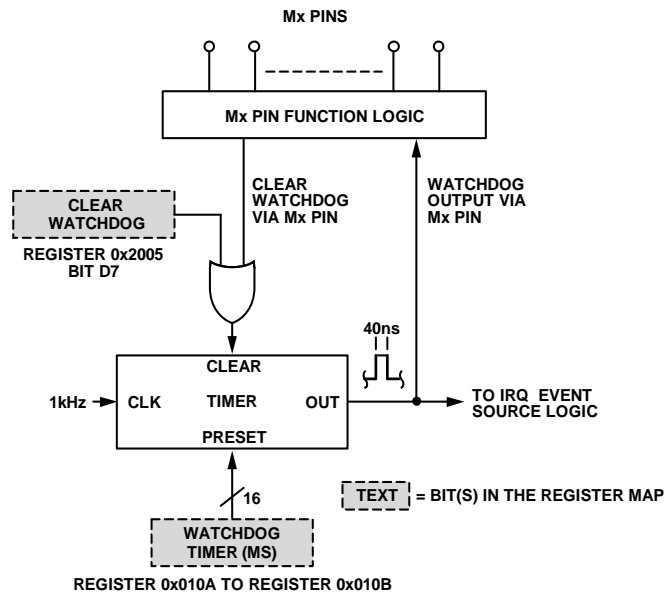 Mx PINS
Mx PIN FUNCTION LOGIC
CLEAR
WATCHDOG
VIA Mx PIN
WATCHDOG
OUTPUT VIA
Mx PIN
CLEAR
WATCHDOG
REGISTER 0x2005
BIT D7
40ns
CLEAR
1kHz
CLK
TIMER
OUT
PRESET
TO IRQ EVENT
SOURCE LOGIC
16
TEXT = BIT(S) IN THE REGISTER MAP
WATCHDOG
TIMER (MS)
REGISTER 0x010A TO REGISTER 0x010B